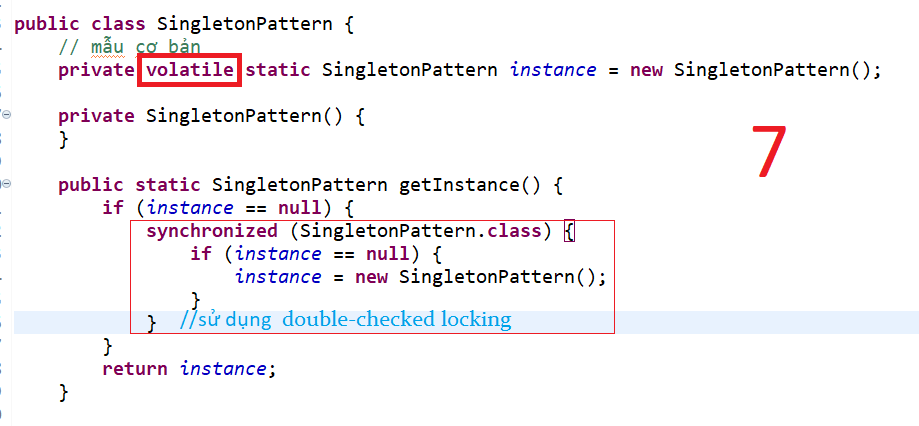 public class SingletonPattern {
// mẫu cơ bản
private volatile static SingletonPattern instance = new SingletonPattern();
private SingletonPattern() {
}
7
public static SingletonPattern getInstance() {
if (instance == null) {
synchronized (SingletonPattern.class) {
if (instance == null) {
instance = new SingletonPattern();
}
} //sử dụng double-checked locking
}
return instance;
}